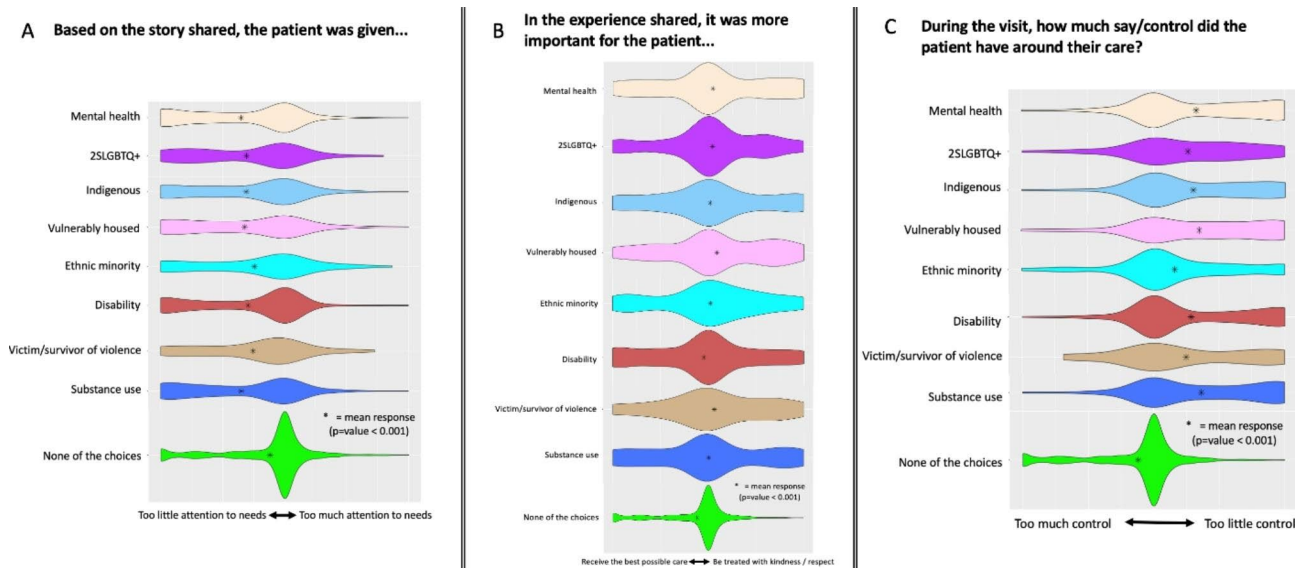 A Based on the story shared, the patient was given...
Mental health
2SLGBTQ+
Indigenous
Vulnerably housed
Ethnic minority
Disability
Victim/survivor of violence
Substance use
* = mean response
(p=value < 0.001)
None of the choices
Too little attention to needs Too much attention to needs
B In the experience shared, it was more
important for the patient...
Mental health
2SLGBTQ+
Indigenous
Vulnerably housed
Ethnic minority
Disability
Victim/survivor of violence
Substance use
* = mean response
(p=value < 0.001)
None of the choices
Receive the best possible care Be treated with kindness / respect
C During the visit, how much say/control did the
patient have around their care?
Mental health
2SLGBTQ+
Indigenous
Vulnerably housed
Ethnic minority
Disability
Victim/survivor of violence
Substance use
* = mean response
(p=value < 0.001)
None of the choices
Too much control Too little control